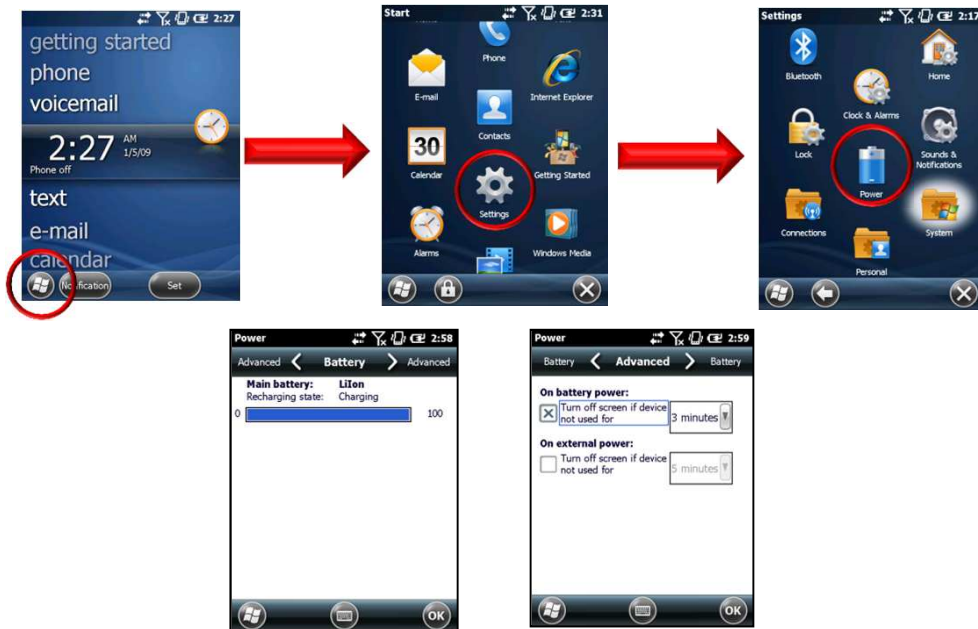 2:27
getting started
phone
voicemail
2:27 AM
1/5/09
Phone off
text
e-mail
calendar
Notification
Set
Start
2:31
Phone
E-mail
Internet Explorer
Contacts
30
Calendar
Getting Started
Settings
Alarms
Windows Media
Settings
2:17
Bluetooth
Home
Clock & Alarms
Lock
Sounds & Notifications
Power
Connections
System
Personal
Power
2:58
Advanced < Battery > Advanced
Main battery: LiIon
Recharging state: Charging
0 100
OK
Power
2:59
Battery < Advanced > Battery
On battery power:
Turn off screen if device
not used for
3 minutes
On external power:
Turn off screen if device
not used for
5 minutes
OK